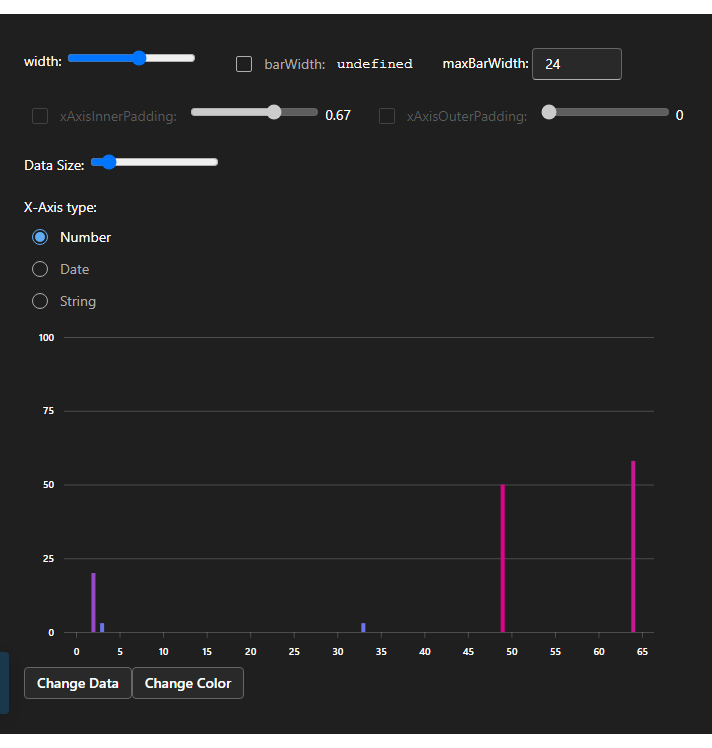 width: barWidth: undefined maxBarWidth: 24
xAxisInnerPadding: 0.67 xAxisOuterPadding: 0
Data Size:
X-Axis type:
Number
Date
String
100
75
50
25
0
0 5 10 15 20 25 30 35 40 45 50 55 60 65
Change Data Change Color